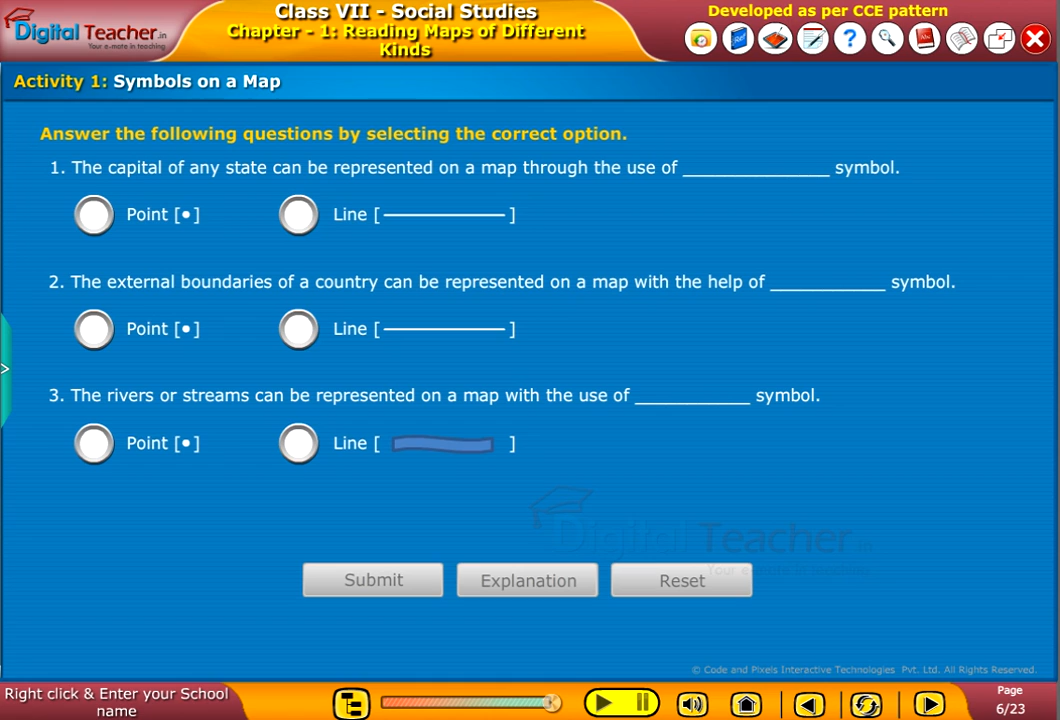 Digital Teacher.in
Your e-mate in teaching
Class VII - Social Studies
Chapter - 1: Reading Maps of Different
Kinds
Developed as per CCE pattern
Activity 1: Symbols on a Map
Answer the following questions by selecting the correct option.
1. The capital of any state can be represented on a map through the use of ______________ symbol.
Point [•] Line [ ]
2. The external boundaries of a country can be represented on a map with the help of ___________ symbol.
Point [•] Line [ ]
3. The rivers or streams can be represented on a map with the use of ___________ symbol.
Point [•] Line [ ]
Digital Teacher.in
Submit Explanation Reset
© Code and Pixels Interactive Technologies Pvt. Ltd. All Rights Reserved.
Right click & Enter your School
name
Page
6/23